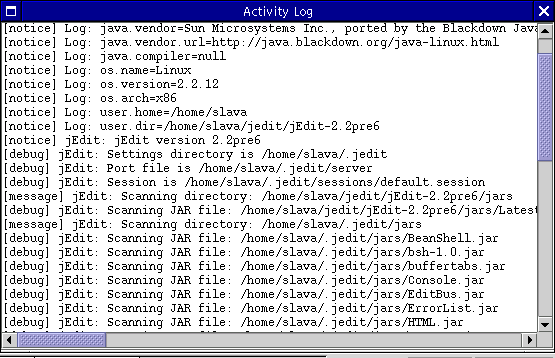 Activity Log
[notice] Log: java.vendor=Sun Microsystems Inc., ported by the Blackdown Java
[notice] Log: java.vendor.url=http://java.blackdown.org/java-linux.html
[notice] Log: java.compiler=null
[notice] Log: os.name=Linux
[notice] Log: os.version=2.2.12
[notice] Log: os.arch=x86
[notice] Log: user.home=/home/slava
[notice] Log: user.dir=/home/slava/jedit/jEdit-2.2pre6
[notice] jEdit: jEdit version 2.2pre6
[debug] jEdit: Settings directory is /home/slava/.jedit
[debug] jEdit: Port file is /home/slava/.jedit/server
[debug] jEdit: Session is /home/slava/.jedit/sessions/default.session
[message] jEdit: Scanning directory: /home/slava/jedit/jEdit-2.2pre6/jars
[debug] jEdit: Scanning JAR file: /home/slava/jedit/jEdit-2.2pre6/jars/Latest
[message] jEdit: Scanning directory: /home/slava/.jedit/jars
[debug] jEdit: Scanning JAR file: /home/slava/.jedit/jars/BeanShell.jar
[debug] jEdit: Scanning JAR file: /home/slava/.jedit/jars/bsh-1.0.jar
[debug] jEdit: Scanning JAR file: /home/slava/.jedit/jars/buffertabs.jar
[debug] jEdit: Scanning JAR file: /home/slava/.jedit/jars/Console.jar
[debug] jEdit: Scanning JAR file: /home/slava/.jedit/jars/EditBus.jar
[debug] jEdit: Scanning JAR file: /home/slava/.jedit/jars/ErrorList.jar
[debug] jEdit: Scanning JAR file: /home/slava/.jedit/jars/HTML.jar